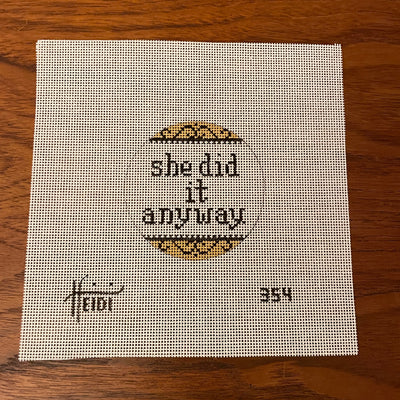 she did
it
anyway
HEIDI
354